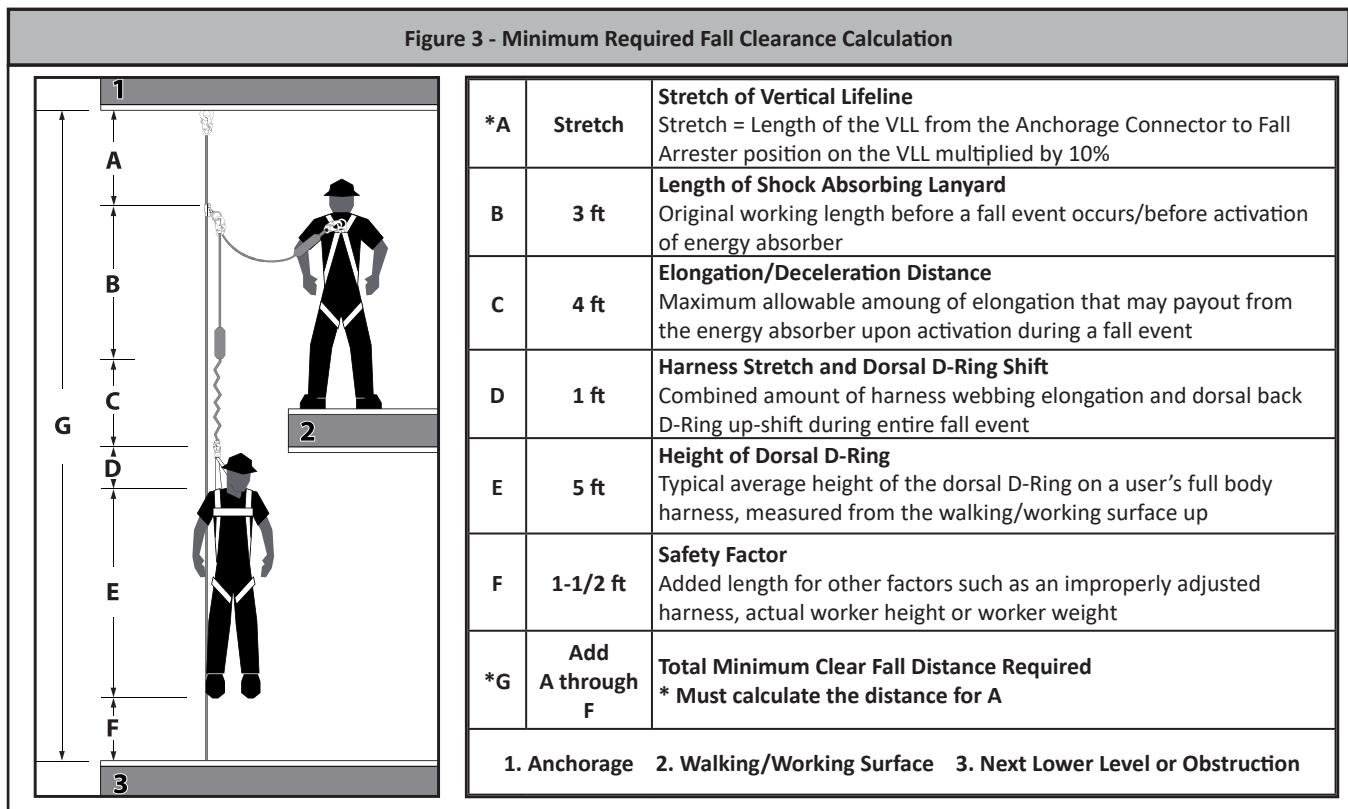 Figure 3 - Minimum Required Fall Clearance Calculation
1
A
B
C
G
2
D
E
F
3
*A
Stretch
Stretch of Vertical Lifeline
Stretch = Length of the VLL from the Anchorage Connector to Fall
Arrester position on the VLL multiplied by 10%
B
3 ft
Length of Shock Absorbing Lanyard
Original working length before a fall event occurs/before activation
of energy absorber
C
4 ft
Elongation/Deceleration Distance
Maximum allowable amoung of elongation that may payout from
the energy absorber upon activation during a fall event
D
1 ft
Harness Stretch and Dorsal D-Ring Shift
Combined amount of harness webbing elongation and dorsal back
D-Ring up-shift during entire fall event
E
5 ft
Height of Dorsal D-Ring
Typical average height of the dorsal D-Ring on a user’s full body
harness, measured from the walking/working surface up
F
1-1/2 ft
Safety Factor
Added length for other factors such as an improperly adjusted
harness, actual worker height or worker weight
*G
Add
A through
F
Total Minimum Clear Fall Distance Required
* Must calculate the distance for A
1. Anchorage 2. Walking/Working Surface 3. Next Lower Level or Obstruction